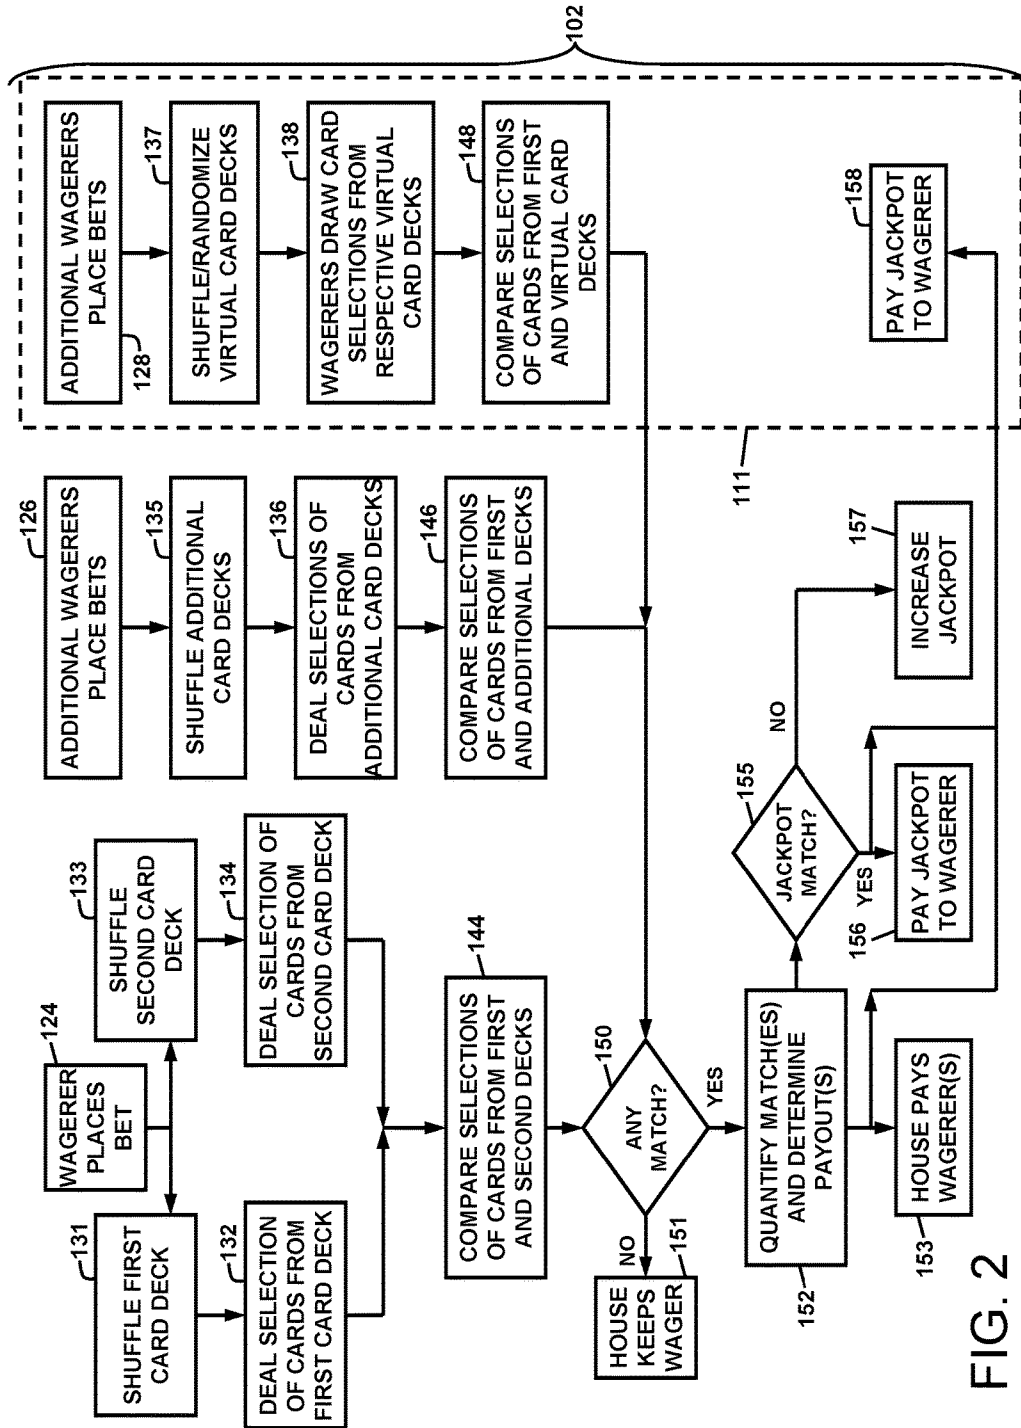 124
WAGERER
PLACES
BET
131
SHUFFLE FIRST
CARD DECK
133
SHUFFLE
SECOND CARD
DECK
132
DEAL SELECTION
OF CARDS FROM
FIRST CARD DECK
134
DEAL SELECTION OF
CARDS FROM
SECOND CARD DECK
144
COMPARE SELECTIONS
OF CARDS FROM FIRST
AND SECOND DECKS
126
ADDITIONAL WAGERERS
PLACE BETS
135
SHUFFLE ADDITIONAL
CARD DECKS
136
DEAL SELECTIONS OF
CARDS FROM
ADDITIONAL CARD DECKS
146
COMPARE SELECTIONS
OF CARDS FROM FIRST
AND ADDITIONAL DECKS
102
ADDITIONAL WAGERERS
PLACE BETS
128
137
SHUFFLE/RANDOMIZE
VIRTUAL CARD DECKS
138
WAGERERS DRAW CARD
SELECTIONS FROM
RESPECTIVE VIRTUAL
CARD DECKS
148
COMPARE SELECTIONS
OF CARDS FROM FIRST
AND VIRTUAL CARD
DECKS
111
150
ANY
MATCH?
NO
YES
151
HOUSE
KEEPS
WAGER
152
QUANTIFY MATCH(ES)
AND DETERMINE
PAYOUT(S)
153
HOUSE PAYS
WAGERER(S)
155
JACKPOT
MATCH?
NO
YES
156
PAY JACKPOT
TO WAGERER
157
INCREASE
JACKPOT
158
PAY JACKPOT
TO WAGERER
FIG. 2